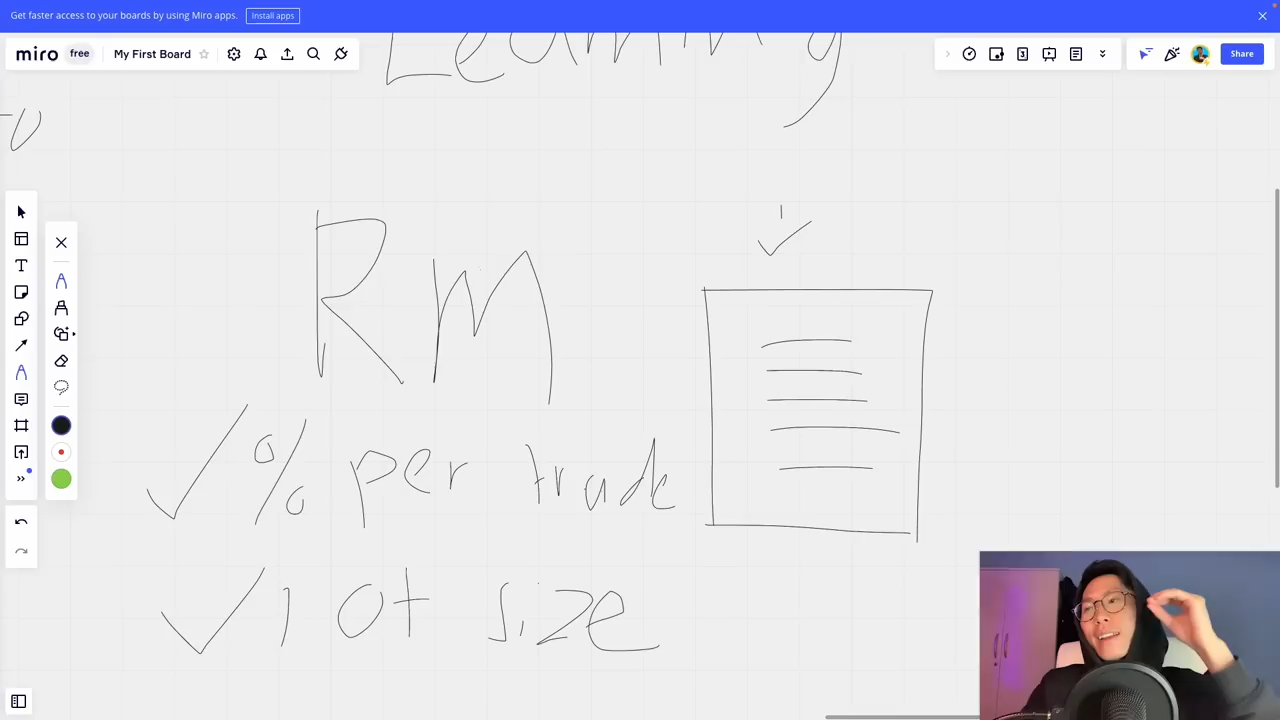 Get faster access to your boards by using Miro apps.
Install apps
miro free My First Board
Share
Learning
Rm
% per trade
lot size